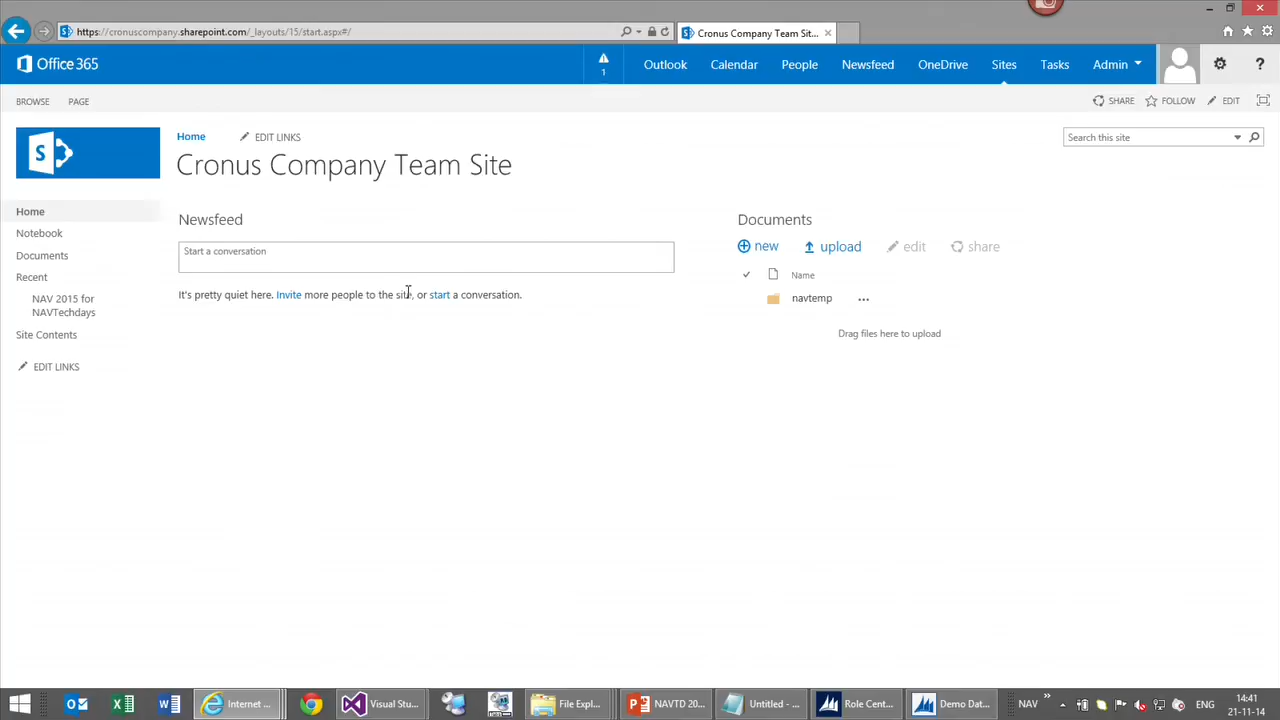 https://cronuscompany.sharepoint.com/_layouts/15/start.aspx#/
Cronus Company Team Sit...
Office 365
1
Outlook
Calendar
People
Newsfeed
OneDrive
Sites
Tasks
Admin
?
BROWSE
PAGE
SHARE
FOLLOW
EDIT
S
Home
EDIT LINKS
Search this site
Cronus Company Team Site
Home
Notebook
Documents
Recent
NAV 2015 for
NAVTechdays
Site Contents
EDIT LINKS
Newsfeed
Start a conversation
It's pretty quiet here. Invite more people to the site, or start a conversation.
Documents
new
upload
edit
share
Name
navtemp
...
Drag files here to upload
Internet ...
Visual Stu...
File Expl...
NAVTD 20...
Untitled - ...
Role Cent...
Demo Dat...
NAV
ENG
14:41
21-11-14